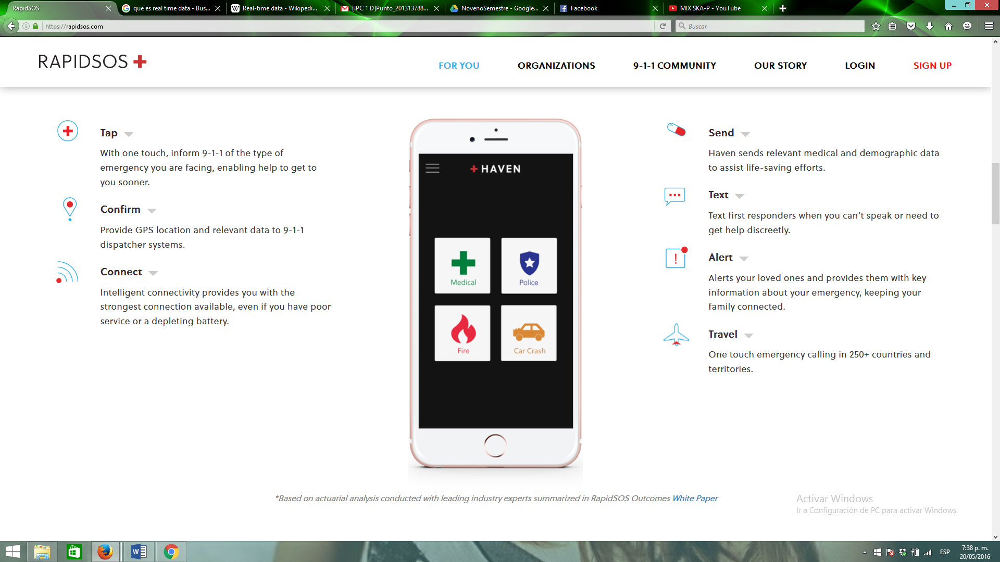 RapidSOS
que es real time data - Bus...
Real-time data - Wikipedi...
[IPC 1 D]Punto_201313788...
NovenoSemestre - Google...
Facebook
MIX SKA-P - YouTube
https://rapidsos.com
Buscar
RAPIDSOS
FOR YOU
ORGANIZATIONS
9-1-1 COMMUNITY
OUR STORY
LOGIN
SIGN UP
Tap
With one touch, inform 9-1-1 of the type of
emergency you are facing, enabling help to get to
you sooner.
Confirm
Provide GPS location and relevant data to 9-1-1
dispatcher systems.
Connect
Intelligent connectivity provides you with the
strongest connection available, even if you have poor
service or a depleting battery.
HAVEN
Medical
Police
Fire
Car Crash
Send
Haven sends relevant medical and demographic data
to assist life-saving efforts.
Text
Text first responders when you can't speak or need to
get help discreetly.
Alert
Alerts your loved ones and provides them with key
information about your emergency, keeping your
family connected.
Travel
One touch emergency calling in 250+ countries and
territories.
*Based on actuarial analysis conducted with leading industry experts summarized in RapidSOS Outcomes White Paper
Activar Windows
Ir a Configuración de PC para activar Windows.
ESP
7:38 p. m.
20/05/2016